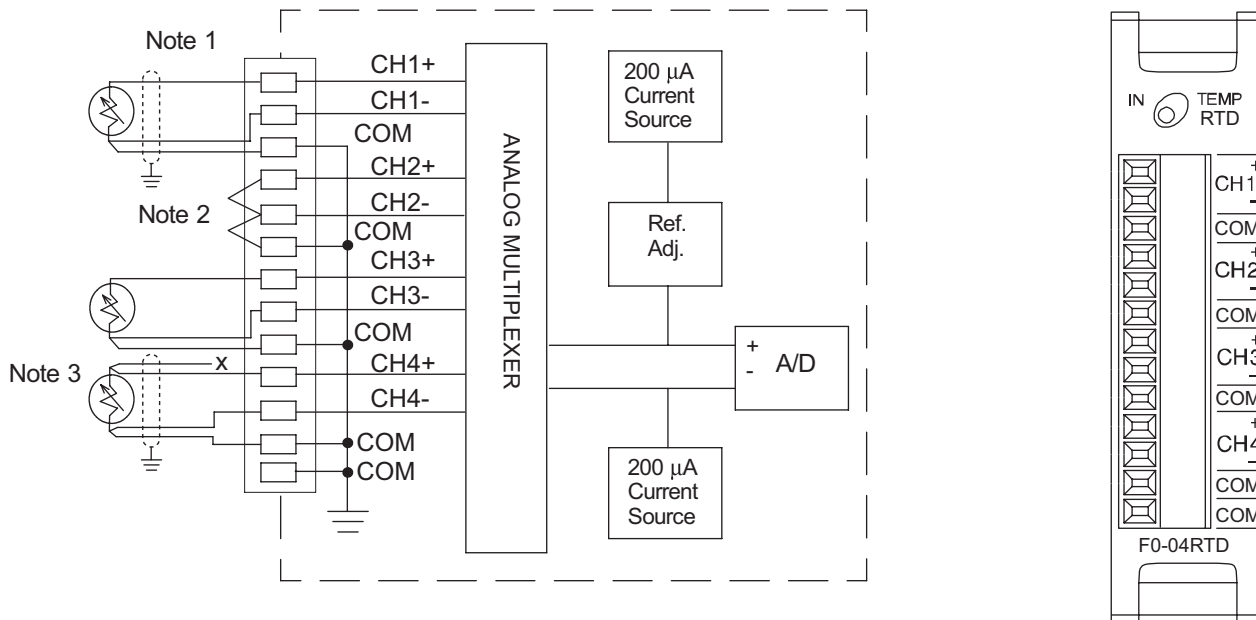 Note 1
CH1+
CH1-
COM
CH2+
Note 2
CH2-
COM
CH3+
CH3-
COM
Note 3
x
CH4+
CH4-
COM
COM
ANALOG MULTIPLEXER
200 μA
Current
Source
Ref.
Adj.
+
-
A/D
200 μA
Current
Source
IN
TEMP
RTD
+
CH1
-
COM
+
CH2
-
COM
+
CH3
-
COM
+
CH4
-
COM
COM
F0-04RTD